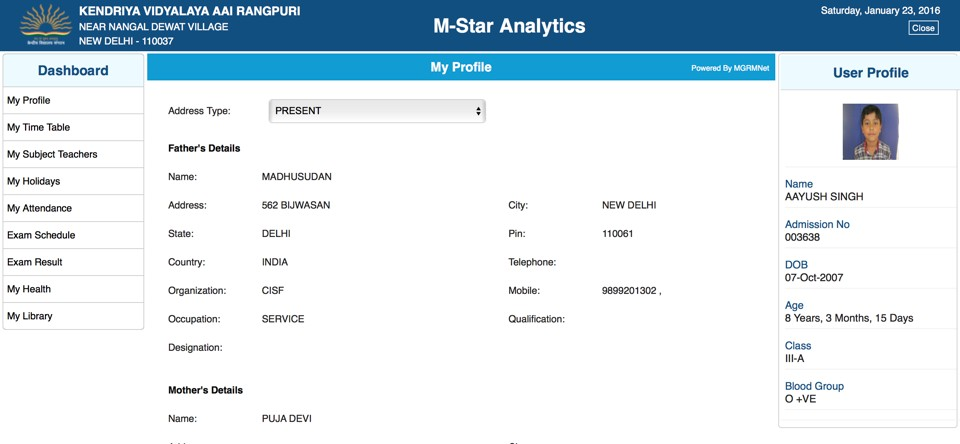 KENDRIYA VIDYALAYA AAI RANGPURI
NEAR NANGAL DEWAT VILLAGE
NEW DELHI - 110037
M-Star Analytics
Saturday, January 23, 2016
Close
Dashboard
My Profile
My Time Table
My Subject Teachers
My Holidays
My Attendance
Exam Schedule
Exam Result
My Health
My Library
My Profile
Powered By MGRMNet
Address Type: PRESENT
Father's Details
Name: MADHUSUDAN
Address: 562 BIJWASAN City: NEW DELHI
State: DELHI Pin: 110061
Country: INDIA Telephone:
Organization: CISF Mobile: 9899201302 ,
Occupation: SERVICE Qualification:
Designation:
Mother's Details
Name: PUJA DEVI
User Profile
Name
AAYUSH SINGH
Admission No
003638
DOB
07-Oct-2007
Age
8 Years, 3 Months, 15 Days
Class
III-A
Blood Group
O +VE